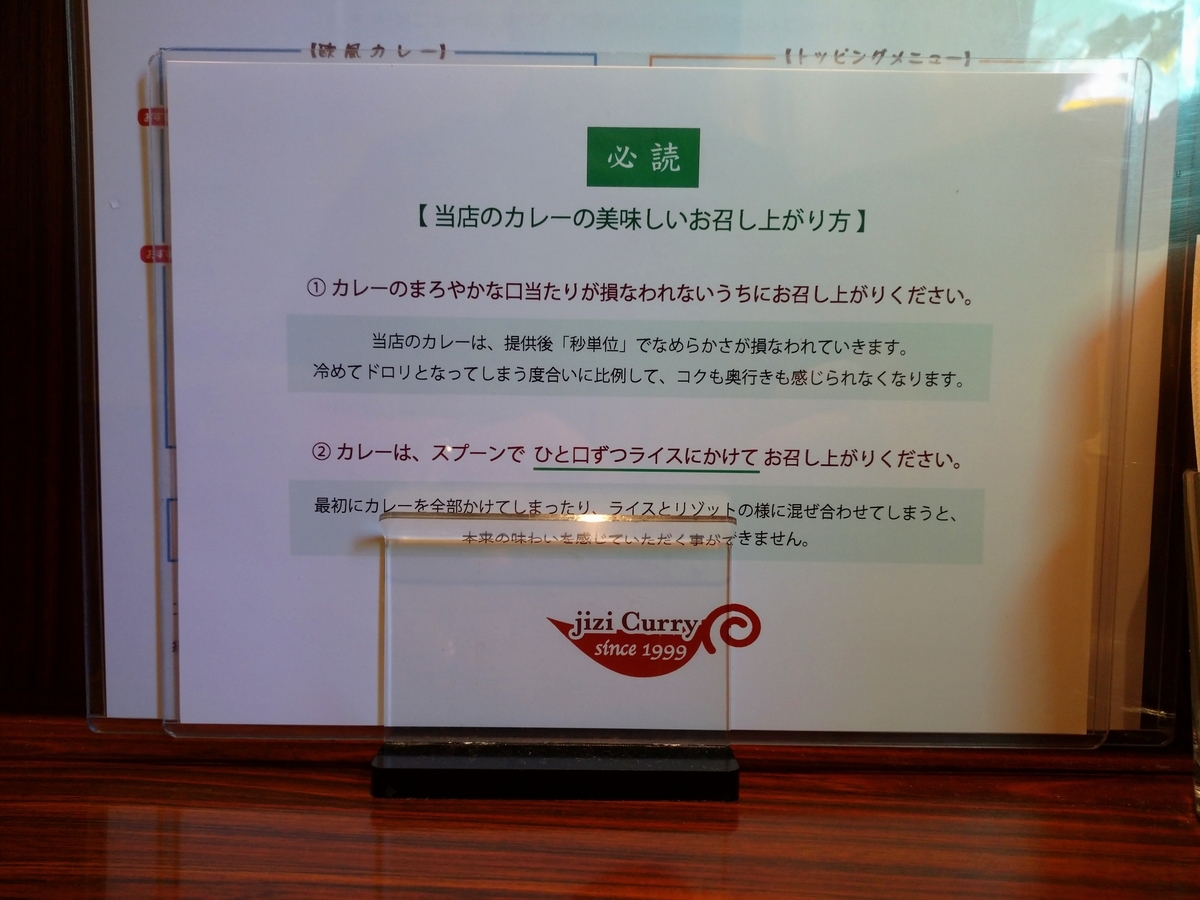 【欧風カレー】
【トッピングメニュー】
必読
【当店のカレーの美味しいお召し上がり方】
① カレーのまろやかな口当たりが損なわれないうちにお召し上がりください。
当店のカレーは、提供後「秒単位」でなめらかさが損なわれていきます。
冷めてドロリとなってしまう度合いに比例して、コクも奥行きも感じられなくなります。
② カレーは、スプーンで ひと口ずつライスにかけて お召し上がりください。
最初にカレーを全部かけてしまったり、ライスとリゾットの様に混ぜ合わせてしまうと、
本来の味わいを感じていただく事ができません。
jizi Curry
since 1999